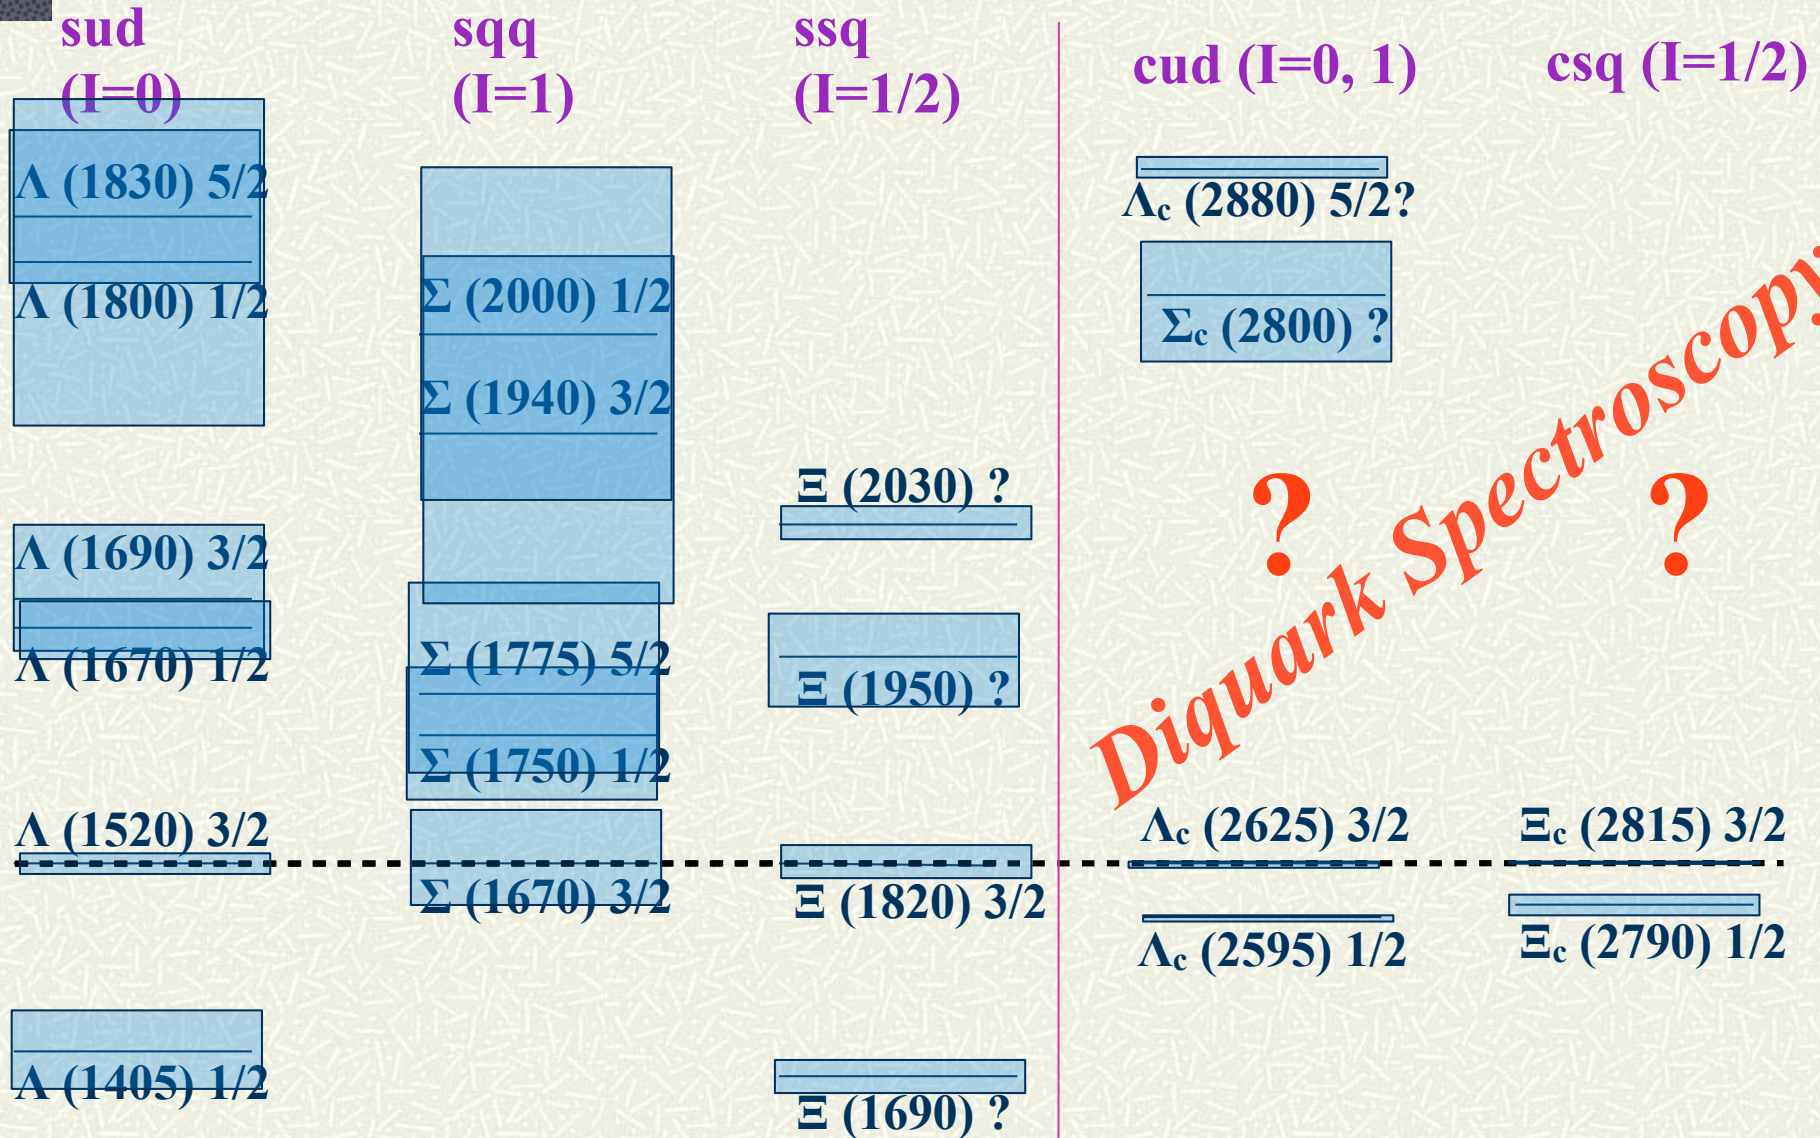 sud
(I=0)
Λ (1830) 5/2
Λ (1800) 1/2
Λ (1690) 3/2
Λ (1670) 1/2
Λ (1520) 3/2
Λ (1405) 1/2
sqq
(I=1)
Σ (2000) 1/2
Σ (1940) 3/2
Σ (1775) 5/2
Σ (1750) 1/2
Σ (1670) 3/2
ssq
(I=1/2)
Ξ (2030) ?
Ξ (1950) ?
Ξ (1820) 3/2
Ξ (1690) ?
cud (I=0, 1)
Λc (2880) 5/2?
Σc (2800) ?
?
Λc (2625) 3/2
Λc (2595) 1/2
csq (I=1/2)
?
Ξc (2815) 3/2
Ξc (2790) 1/2
Diquark Spectroscopy